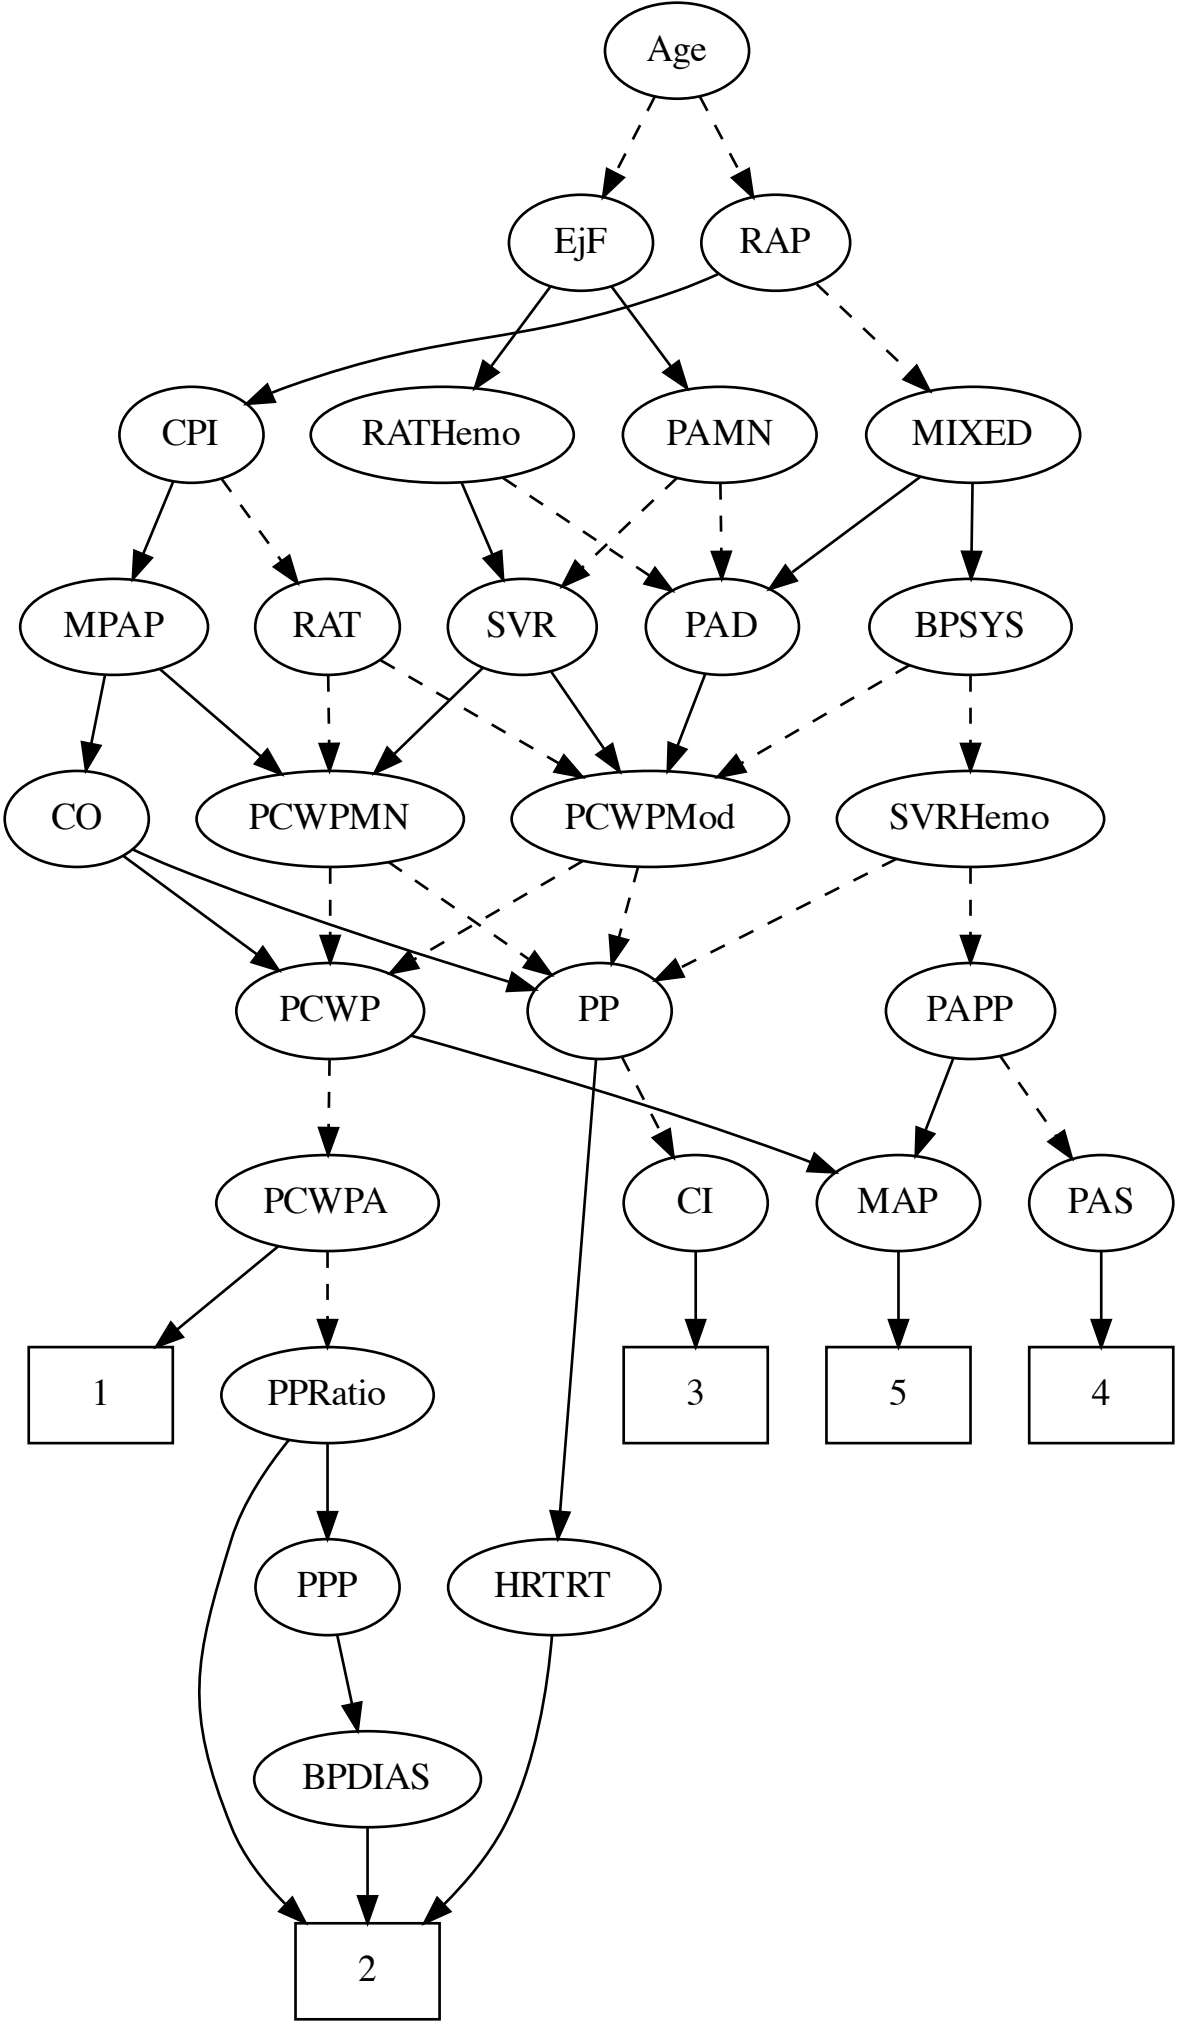 Age
EjF
RAP
CPI
RATHemo
PAMN
MIXED
MPAP
RAT
SVR
PAD
BPSYS
CO
PCWPMN
PCWPMod
SVRHemo
PCWP
PP
PAPP
PCWPA
CI
MAP
PAS
1
PPRatio
3
5
4
PPP
HRTRT
BPDIAS
2